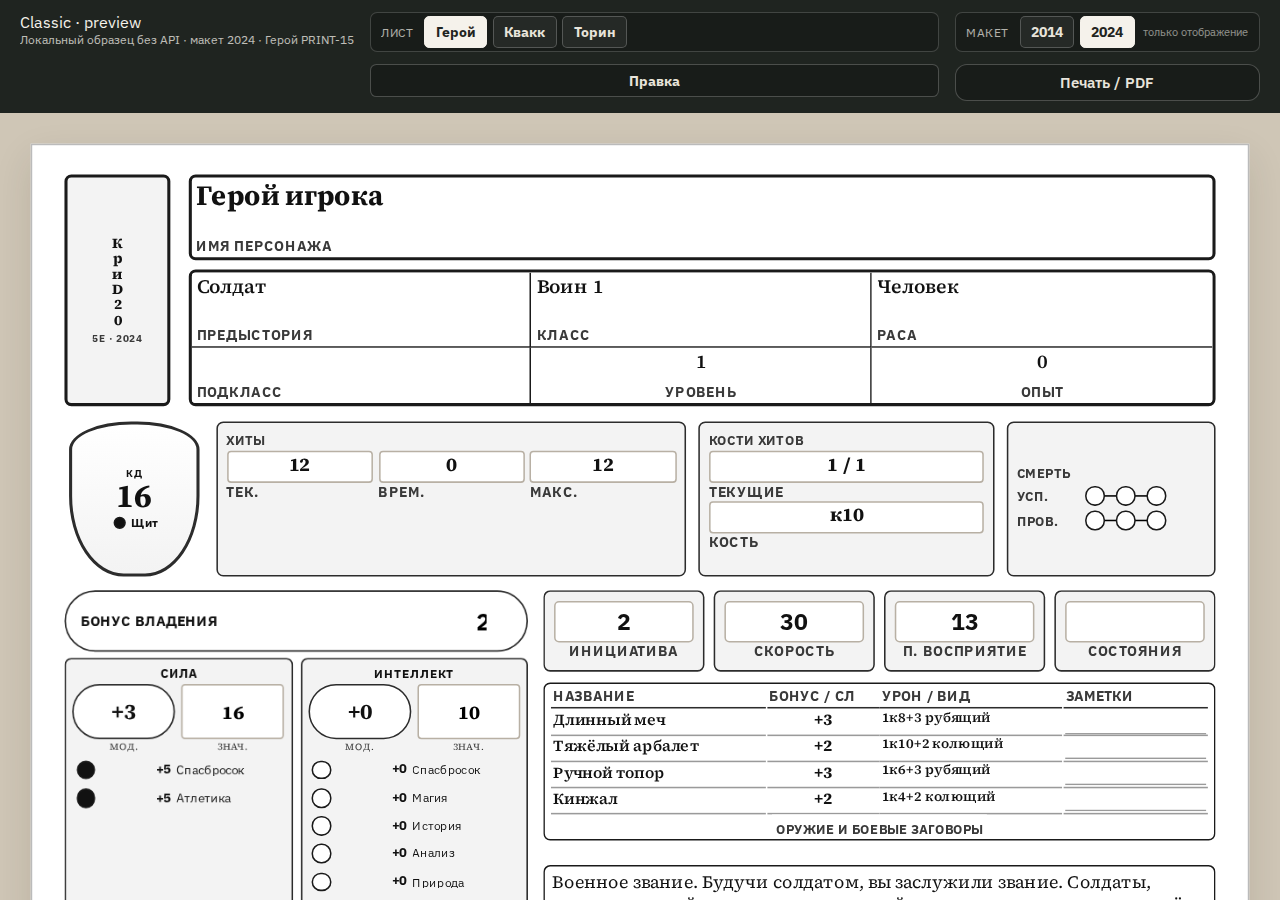 Classic · preview
Локальный образец без API · макет 2024 · Герой PRINT-15
ЛИСТ Герой Квакк Торин
МАКЕТ 2014 2024 только отображение
Правка
Печать / PDF
КриD20
5E · 2024
Герой игрока
ИМЯ ПЕРСОНАЖА
Солдат Воин 1 Человек
ПРЕДЫСТОРИЯ КЛАСС РАСА
1 0
ПОДКЛАСС УРОВЕНЬ ОПЫТ
КД
16
Щит
ХИТЫ
12 0 12
ТЕК. ВРЕМ. МАКС.
КОСТИ ХИТОВ
1 / 1
ТЕКУЩИЕ
к10
КОСТЬ
СМЕРТЬ
УСП.
ПРОВ.
БОНУС ВЛАДЕНИЯ 2
2 30 13
ИНИЦИАТИВА СКОРОСТЬ П. ВОСПРИЯТИЕ СОСТОЯНИЯ
СИЛА
+3 16
МОД. ЗНАЧ.
+5 Спасбросок
+5 Атлетика
ИНТЕЛЛЕКТ
+0 10
МОД. ЗНАЧ.
+0 Спасбросок
+0 Магия
+0 История
+0 Анализ
+0 Природа
НАЗВАНИЕ БОНУС / СЛ УРОН / ВИД ЗАМЕТКИ
Длинный меч +3 1к8+3 рубящий
Тяжёлый арбалет +2 1к10+2 колющий
Ручной топор +3 1к6+3 рубящий
Кинжал +2 1к4+2 колющий
ОРУЖИЕ И БОЕВЫЕ ЗАГОВОРЫ
Военное звание. Будучи солдатом, вы заслужили звание. Солдаты,